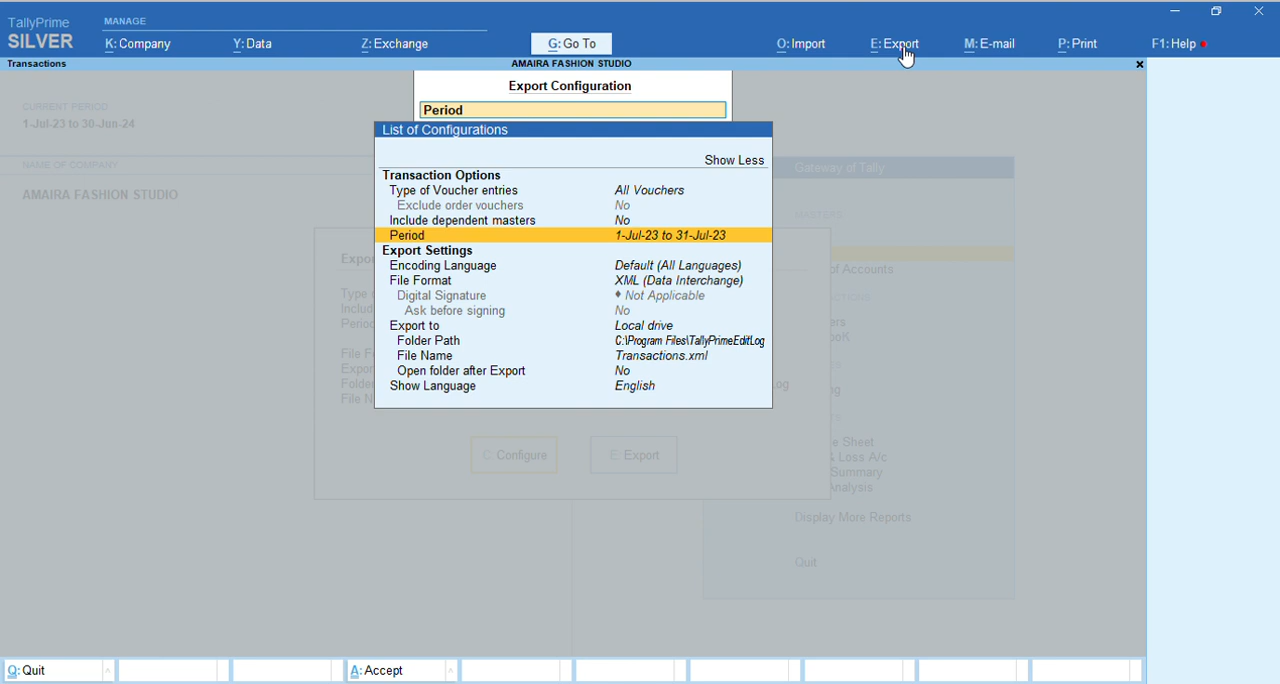 TallyPrime
MANAGE
SILVER
K: Company
Y: Data
Z: Exchange
G: Go To
O: Import
E: Export
M: E-mail
P: Print
F1: Help
Transactions
AMAIRA FASHION STUDIO
×
Export Configuration
CURRENT PERIOD
1-Jul-23 to 30-Jun-24
Period
List of Configurations
NAME OF COMPANY
Show Less
Gateway of Tally
AMAIRA FASHION STUDIO
Transaction Options
Type of Voucher entries All Vouchers
Exclude order vouchers No
Include dependent masters No
Period 1-Jul-23 to 31-Jul-23
Export Settings
Encoding Language Default (All Languages)
File Format XML (Data Interchange)
Digital Signature ♦ Not Applicable
Ask before signing No
Export to Local drive
Folder Path C:\Program Files\TallyPrimeEditLog
File Name Transactions.xml
Open folder after Export No
Show Language English
of Accounts
C: Configure
E: Export
e Sheet
& Loss A/c
Summary
Analysis
Display More Reports
Quit
Q: Quit
A: Accept